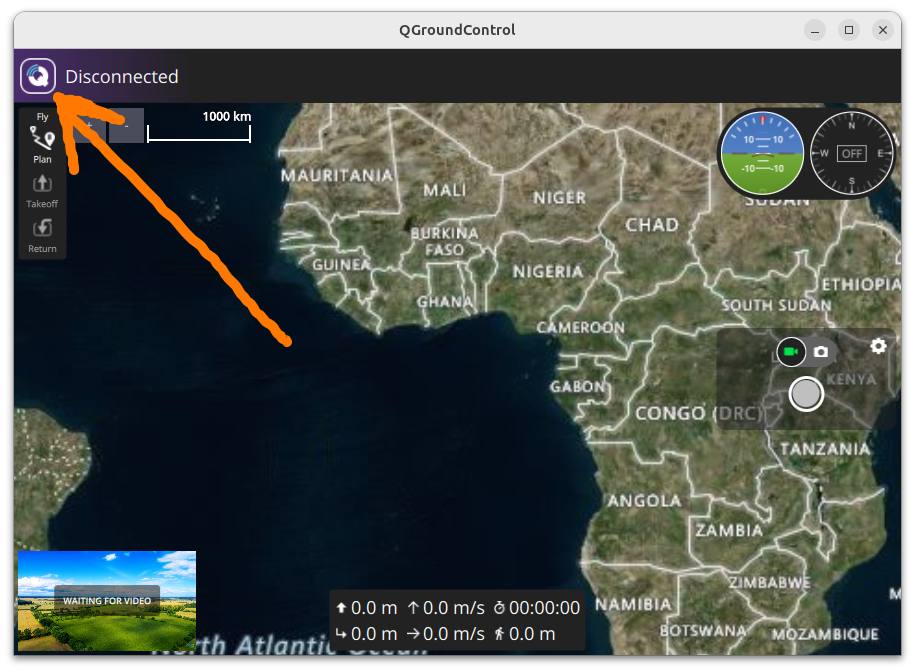 QGroundControl
Disconnected
Fly
+
-
1000 km
Plan
Takeoff
Return
10 10
-10 -10
N
W OFF E
S
MAURITANIA
MALI
NIGER
SUDAN
CHAD
BURKINA
FASO
GUINEA
NIGERIA
ETHIOPIA
GHANA
SOUTH SUDAN
CAMEROON
GABON
KENYA
CONGO (DRC)
TANZANIA
ANGOLA
ZAMBIA
WAITING FOR VIDEO
ZIMBABWE
0.0 m 0.0 m/s 00:00:00
NAMIBIA
0.0 m 0.0 m/s 0.0 m
BOTSWANA
MOZAMBIQUE
North Atlantic Ocean